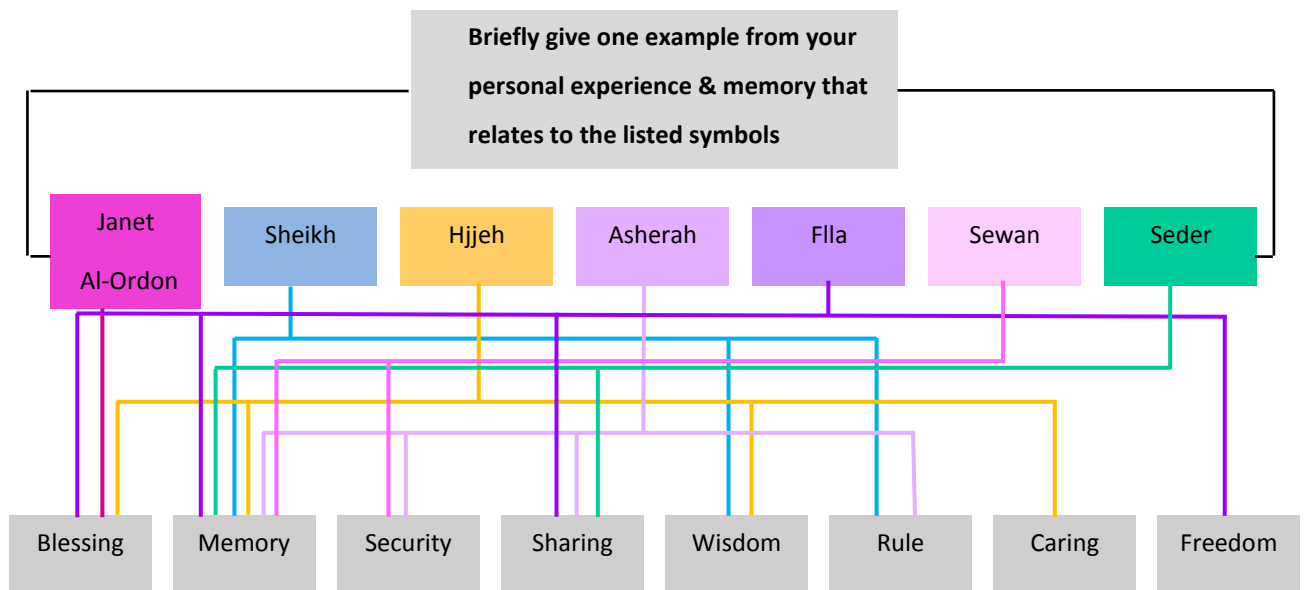 Briefly give one example from your
personal experience & memory that
relates to the listed symbols
Janet
Al-Ordon
Sheikh
Hjjeh
Asherah
Flla
Sewan
Seder
Blessing
Memory
Security
Sharing
Wisdom
Rule
Caring
Freedom